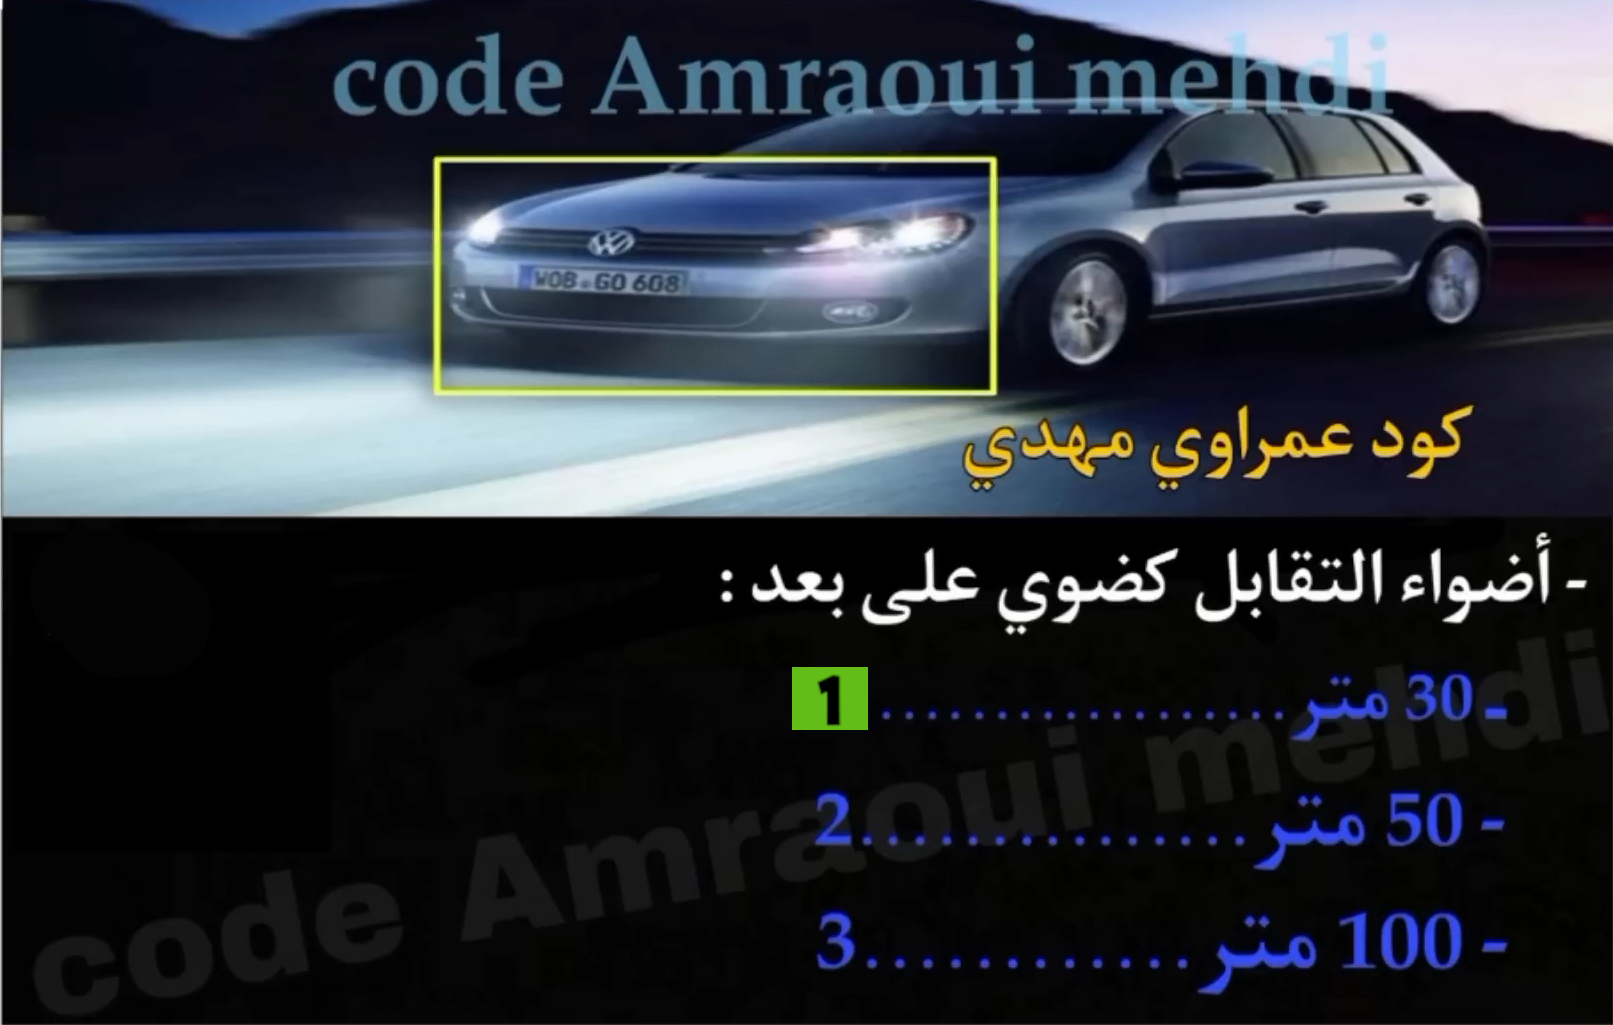 code Amraoui mehdi
WOB GO 608
كود عمراوي مهدي
- أضواء التقابل كضوي على بعد :
- 30 متر .................. 1
- 50 متر ................ 2
- 100 متر ............. 3
code Amraoui mehdi